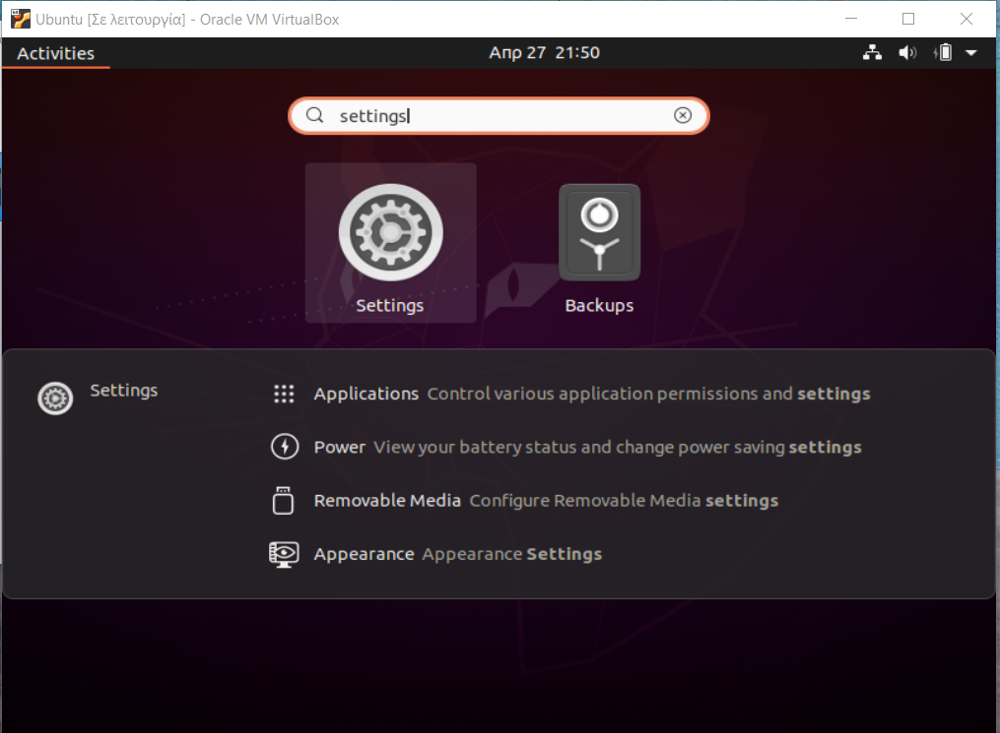 Ubuntu [Σε λειτουργία] - Oracle VM VirtualBox
Activities
Απρ 27 21:50
settings
Settings
Backups
Settings
Applications Control various application permissions and settings
Power View your battery status and change power saving settings
Removable Media Configure Removable Media settings
Appearance Appearance Settings